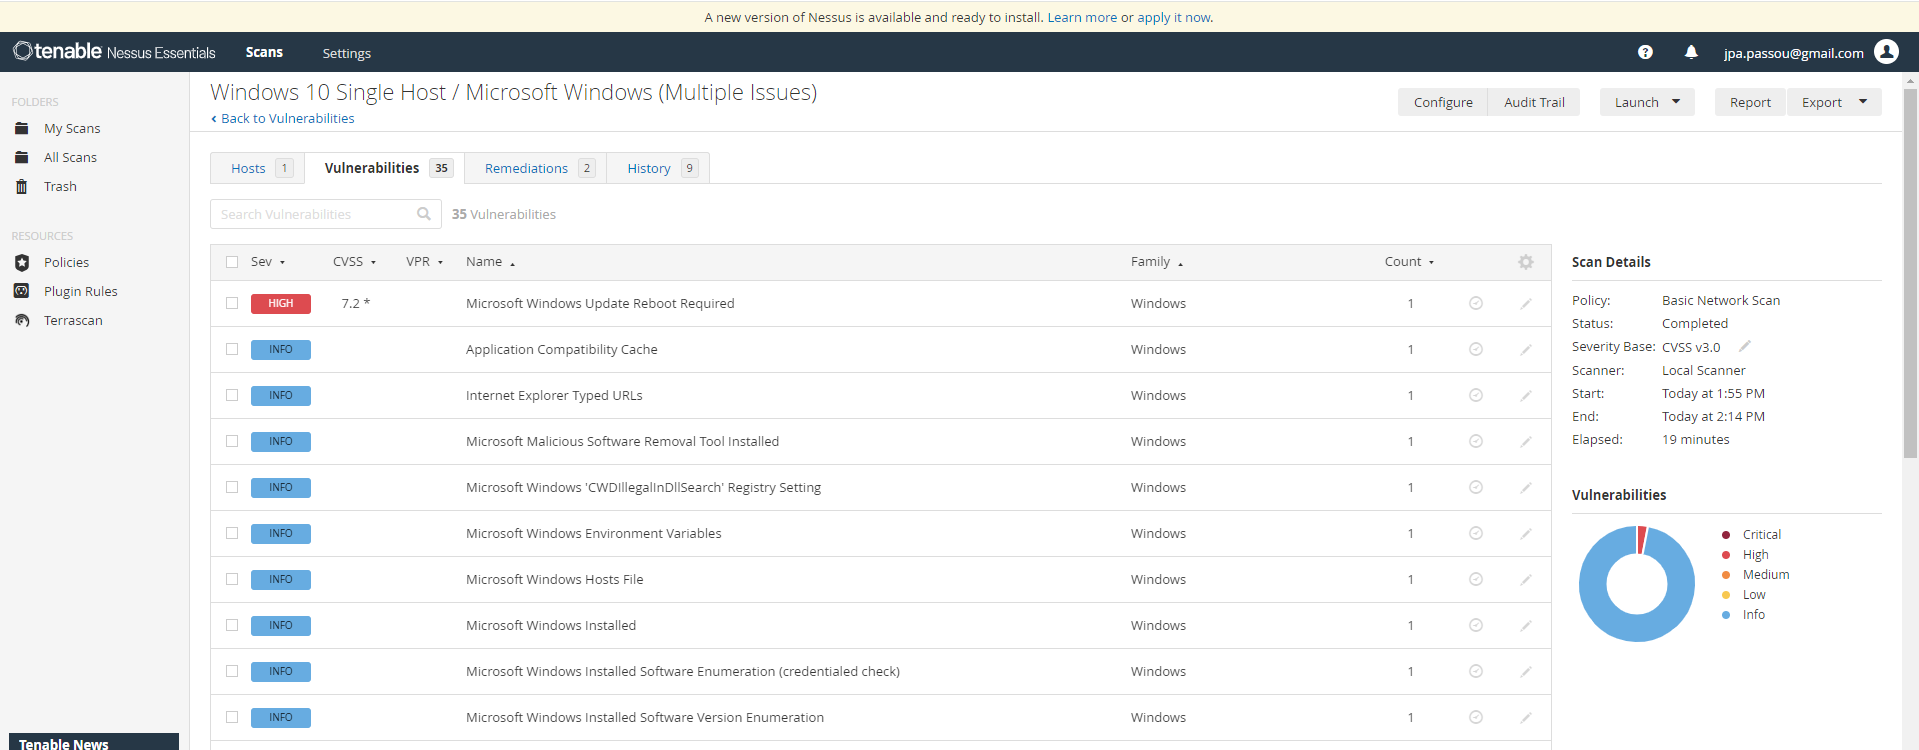 A new version of Nessus is available and ready to install. Learn more or apply it now.
tenable Nessus Essentials Scans Settings jpa.passou@gmail.com
FOLDERS
My Scans
All Scans
Trash
RESOURCES
Policies
Plugin Rules
Terrascan
Tenable News
Windows 10 Single Host / Microsoft Windows (Multiple Issues)
‹ Back to Vulnerabilities
Configure Audit Trail Launch Report Export
Hosts 1 Vulnerabilities 35 Remediations 2 History 9
Search Vulnerabilities 35 Vulnerabilities
Sev CVSS VPR Name Family Count
HIGH 7.2 * Microsoft Windows Update Reboot Required Windows 1
INFO Application Compatibility Cache Windows 1
INFO Internet Explorer Typed URLs Windows 1
INFO Microsoft Malicious Software Removal Tool Installed Windows 1
INFO Microsoft Windows 'CWDIllegalInDllSearch' Registry Setting Windows 1
INFO Microsoft Windows Environment Variables Windows 1
INFO Microsoft Windows Hosts File Windows 1
INFO Microsoft Windows Installed Windows 1
INFO Microsoft Windows Installed Software Enumeration (credentialed check) Windows 1
INFO Microsoft Windows Installed Software Version Enumeration Windows 1
Scan Details
Policy: Basic Network Scan
Status: Completed
Severity Base: CVSS v3.0
Scanner: Local Scanner
Start: Today at 1:55 PM
End: Today at 2:14 PM
Elapsed: 19 minutes
Vulnerabilities
Critical
High
Medium
Low
Info